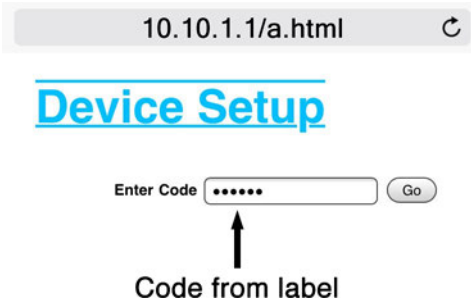 10.10.1.1/a.html
Device Setup
Enter Code ●●●●●● Go
Code from label